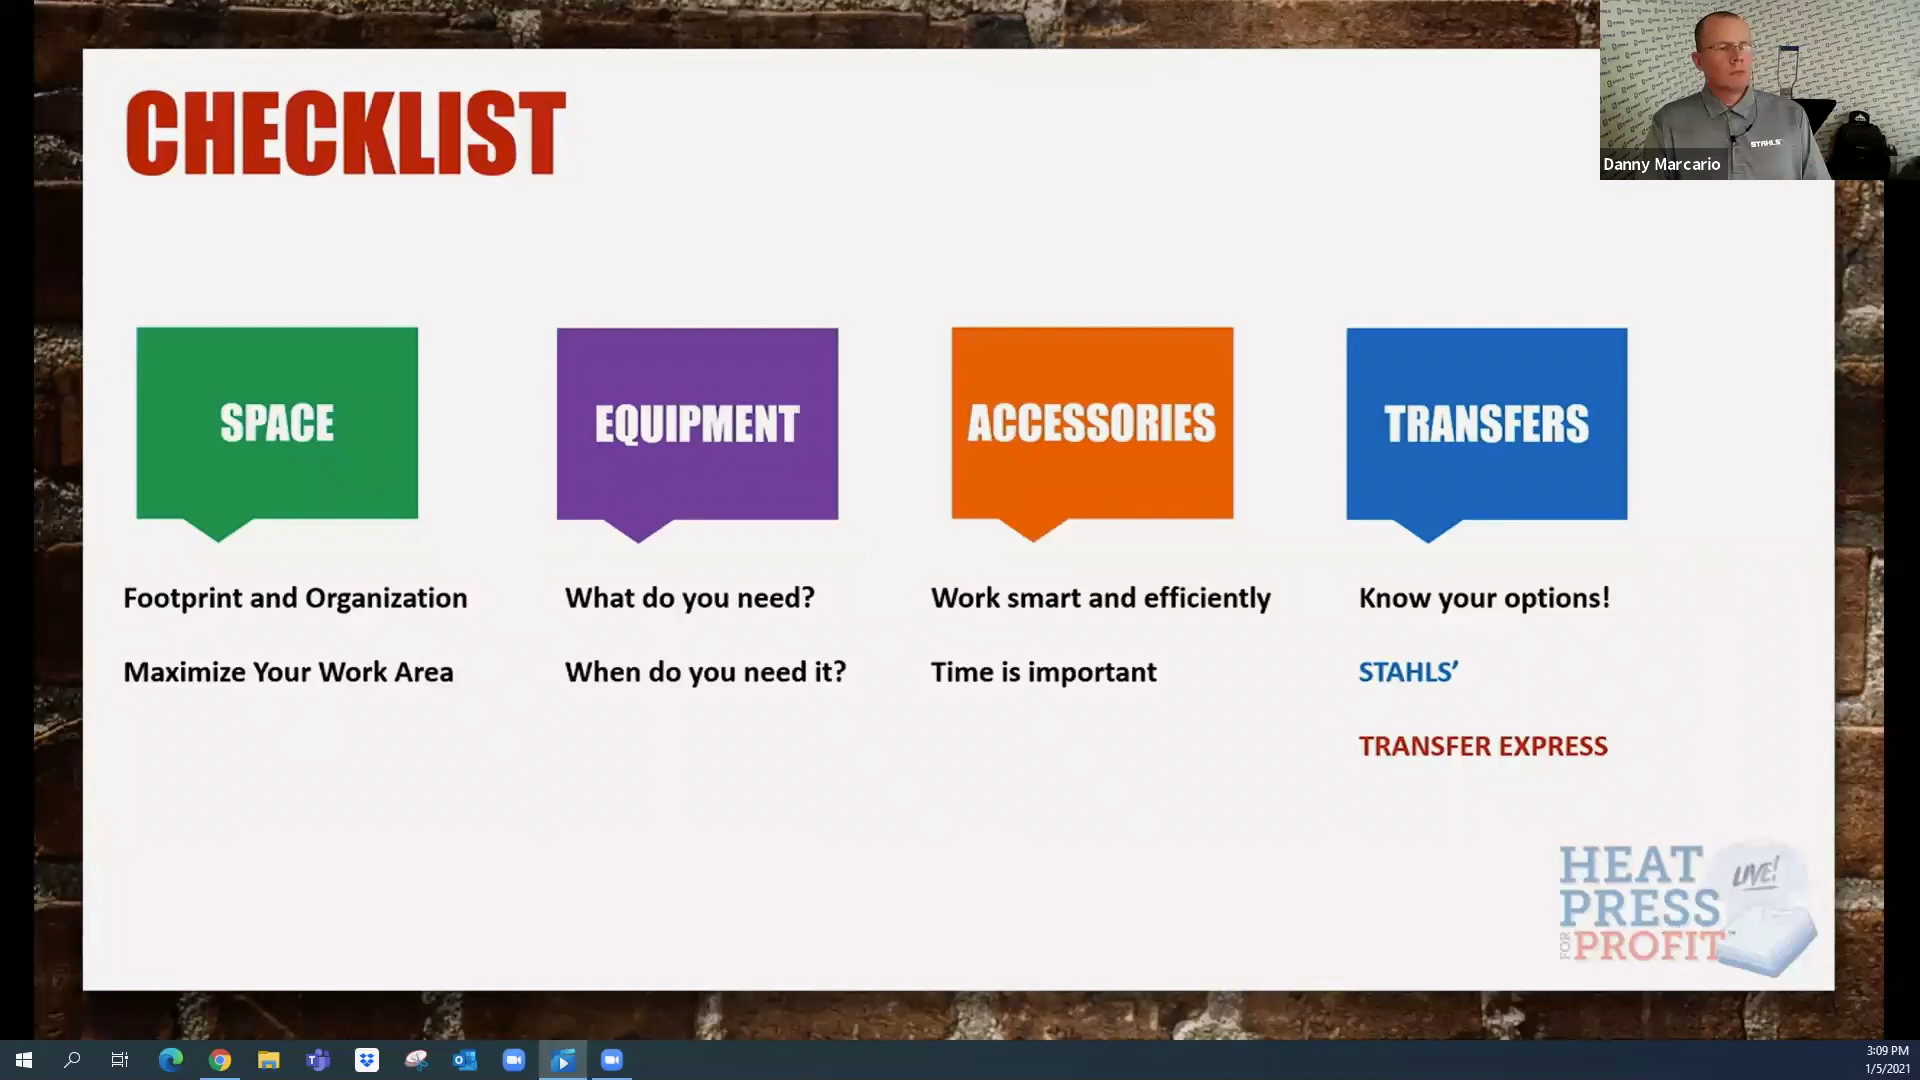 CHECKLIST
STAHLS'
Danny Marcario
SPACE
EQUIPMENT
ACCESSORIES
TRANSFERS
Footprint and Organization
What do you need?
Work smart and efficiently
Know your options!
Maximize Your Work Area
When do you need it?
Time is important
STAHLS’
TRANSFER EXPRESS
HEAT
LIVE!
PRESS
FOR PROFIT™
3:09 PM
1/5/2021